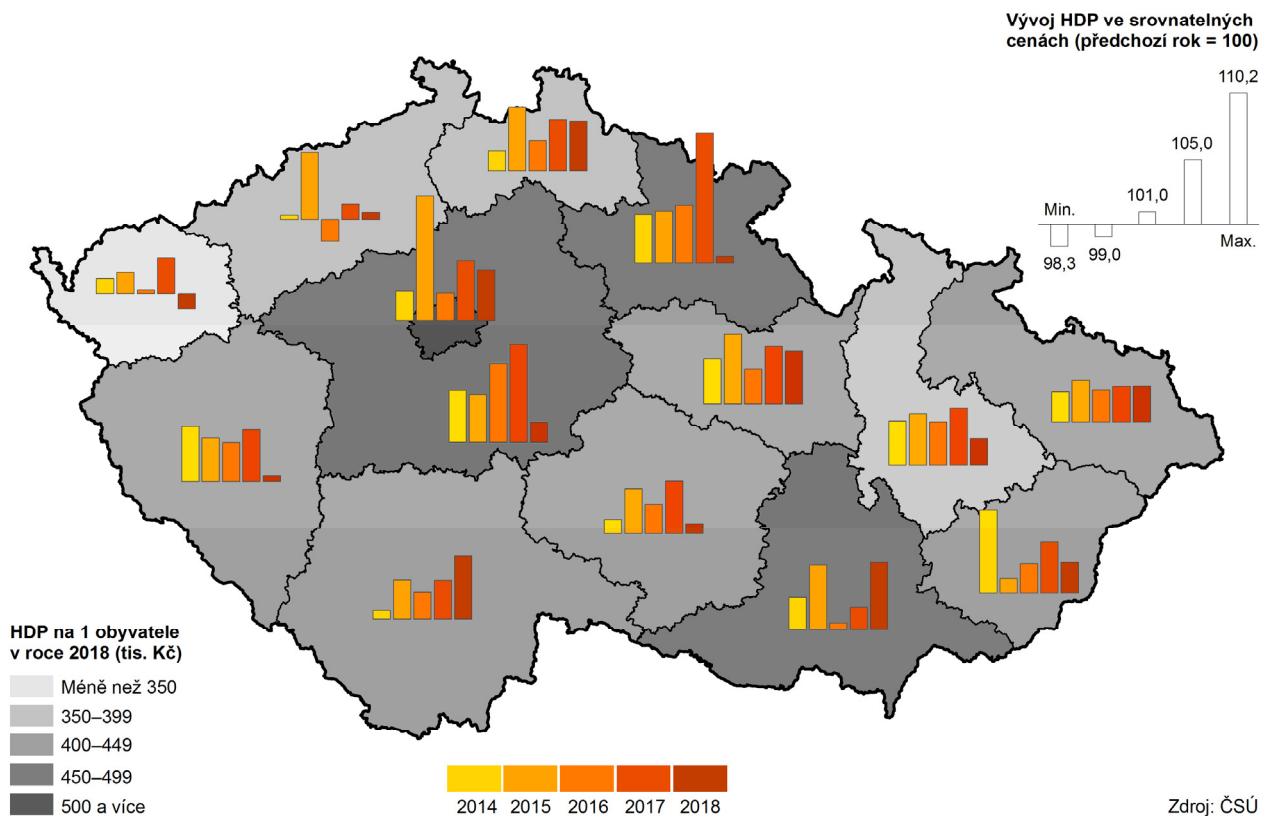 Vývoj HDP ve srovnatelných
cenách (předchozí rok = 100)
110,2
105,0
101,0
Min.
Max.
98,3
99,0
HDP na 1 obyvatele
v roce 2018 (tis. Kč)
Méně než 350
350–399
400–449
450–499
500 a více
2014 2015 2016 2017 2018
Zdroj: ČSÚ